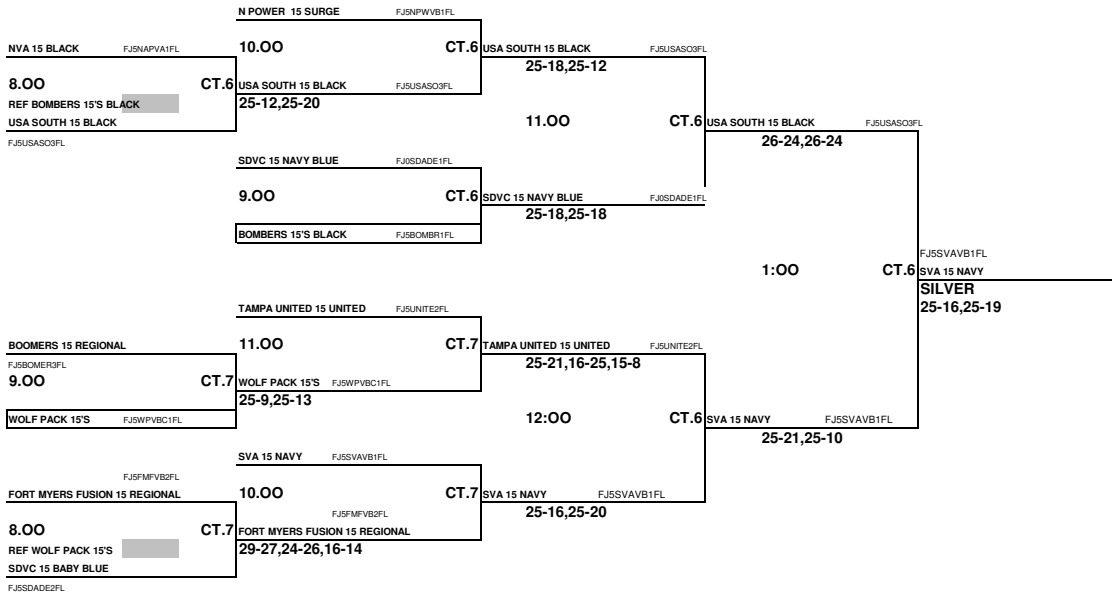 N POWER 15 SURGE FJ5NPWVB1FL
NVA 15 BLACK FJ5NAPVA1FL
10.OO CT.6 USA SOUTH 15 BLACK FJ5USASO3FL
25-18,25-12
8.OO CT.6 USA SOUTH 15 BLACK FJ5USASO3FL
REF BOMBERS 15'S BLACK
25-12,25-20
USA SOUTH 15 BLACK
11.OO CT.6 USA SOUTH 15 BLACK FJ5USASO3FL
FJ5USASO3FL
26-24,26-24
SDVC 15 NAVY BLUE FJ0SDADE1FL
9.OO CT.6 SDVC 15 NAVY BLUE FJ0SDADE1FL
25-18,25-18
BOMBERS 15'S BLACK FJ5BOMBR1FL
FJ5SVAVB1FL
1:OO CT.6 SVA 15 NAVY
SILVER
25-16,25-19
TAMPA UNITED 15 UNITED FJ5UNITE2FL
BOOMERS 15 REGIONAL
11.OO CT.7 TAMPA UNITED 15 UNITED FJ5UNITE2FL
FJ5BOMER3FL
25-21,16-25,15-8
9.OO CT.7 WOLF PACK 15'S FJ5WPVBC1FL
25-9,25-13
WOLF PACK 15'S FJ5WPVBC1FL
12:OO CT.6 SVA 15 NAVY FJ5SVAVB1FL
25-21,25-10
SVA 15 NAVY FJ5SVAVB1FL
FJ5FMFVB2FL
FORT MYERS FUSION 15 REGIONAL
10.OO CT.7 SVA 15 NAVY FJ5SVAVB1FL
FJ5FMFVB2FL
25-16,25-20
8.OO CT.7 FORT MYERS FUSION 15 REGIONAL
REF WOLF PACK 15'S
29-27,24-26,16-14
SDVC 15 BABY BLUE
FJ5SDADE2FL